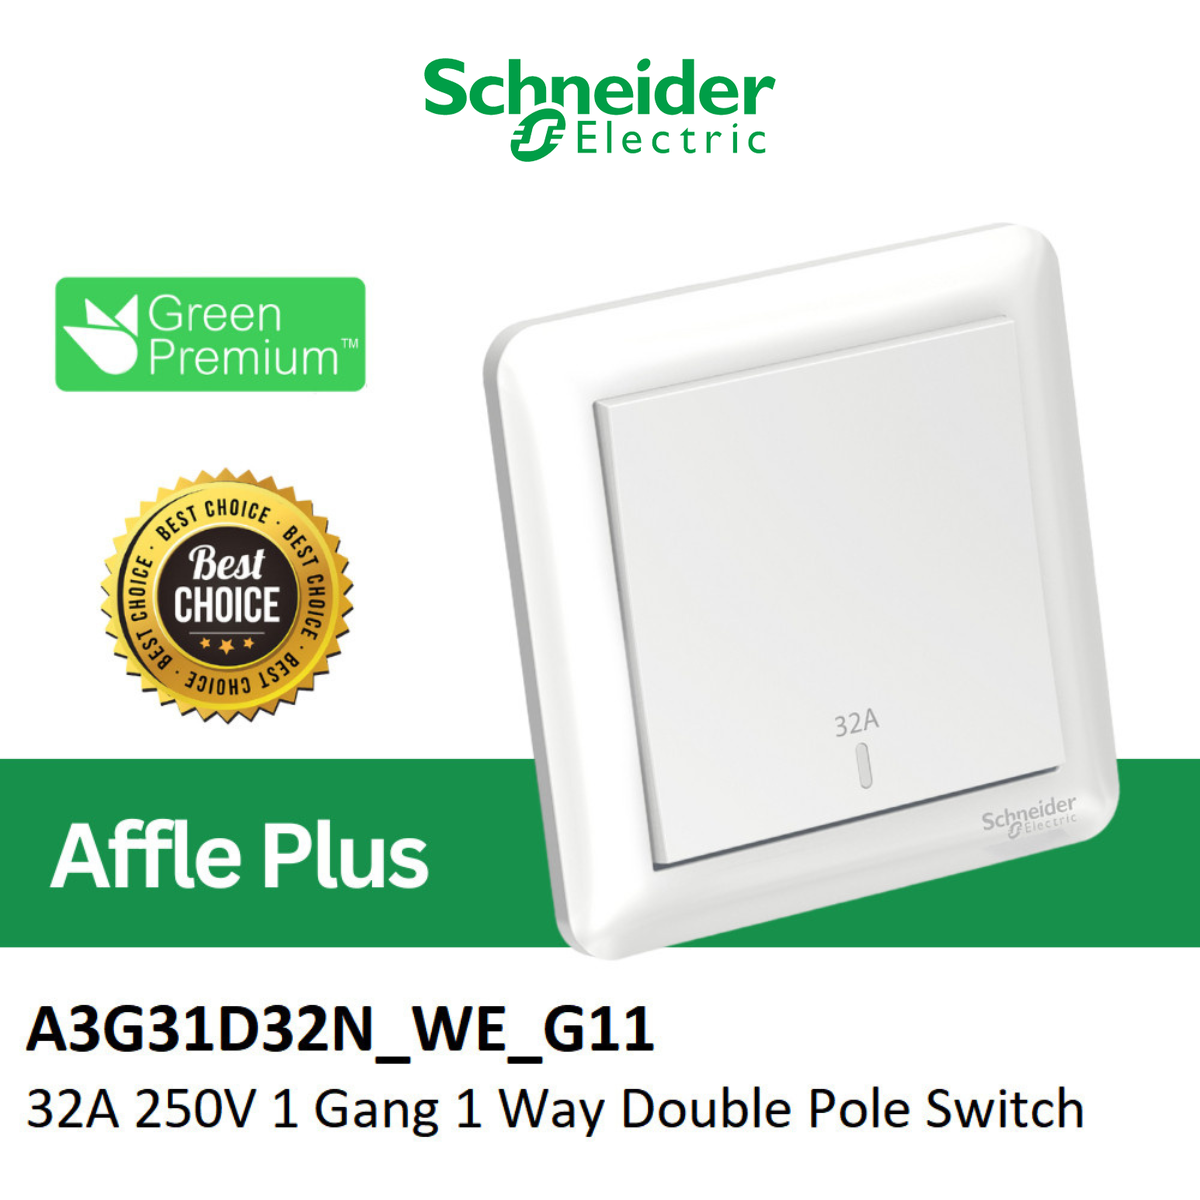 Schneider
Electric
Green
Premium™
BEST CHOICE · BEST CHOICE · BEST CHOICE · BEST CHOICE ·
Best
CHOICE
32A
Schneider
Electric
Affle Plus
A3G31D32N_WE_G11
32A 250V 1 Gang 1 Way Double Pole Switch